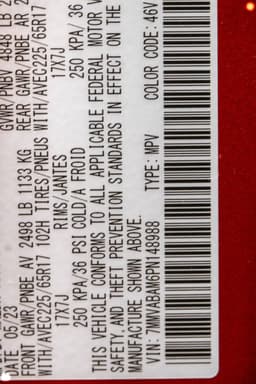 DATE 05/23 GVWR/PNBV 4848 LB 2
FRONT GAWR/PNBE AV 2498 LB 1133 KG REAR GAWR/PNBE AR 2
WITH/AVEC225/65R17 102H TIRES/PNEUS WITH/AVEC225/65R17
17X7J RIMS/JANTES 17X7J
250 KPA/36 PSI COLD/A FROID 250 KPA/36
THIS VEHICLE CONFORMS TO ALL APPLICABLE FEDERAL MOTOR V
SAFETY, AND THEFT PREVENTION STANDARDS IN EFFECT ON THE
MANUFACTURE SHOWN ABOVE.
VIN: 7MMVABAM6PN148988 TYPE: MPV COLOR CODE: 46V